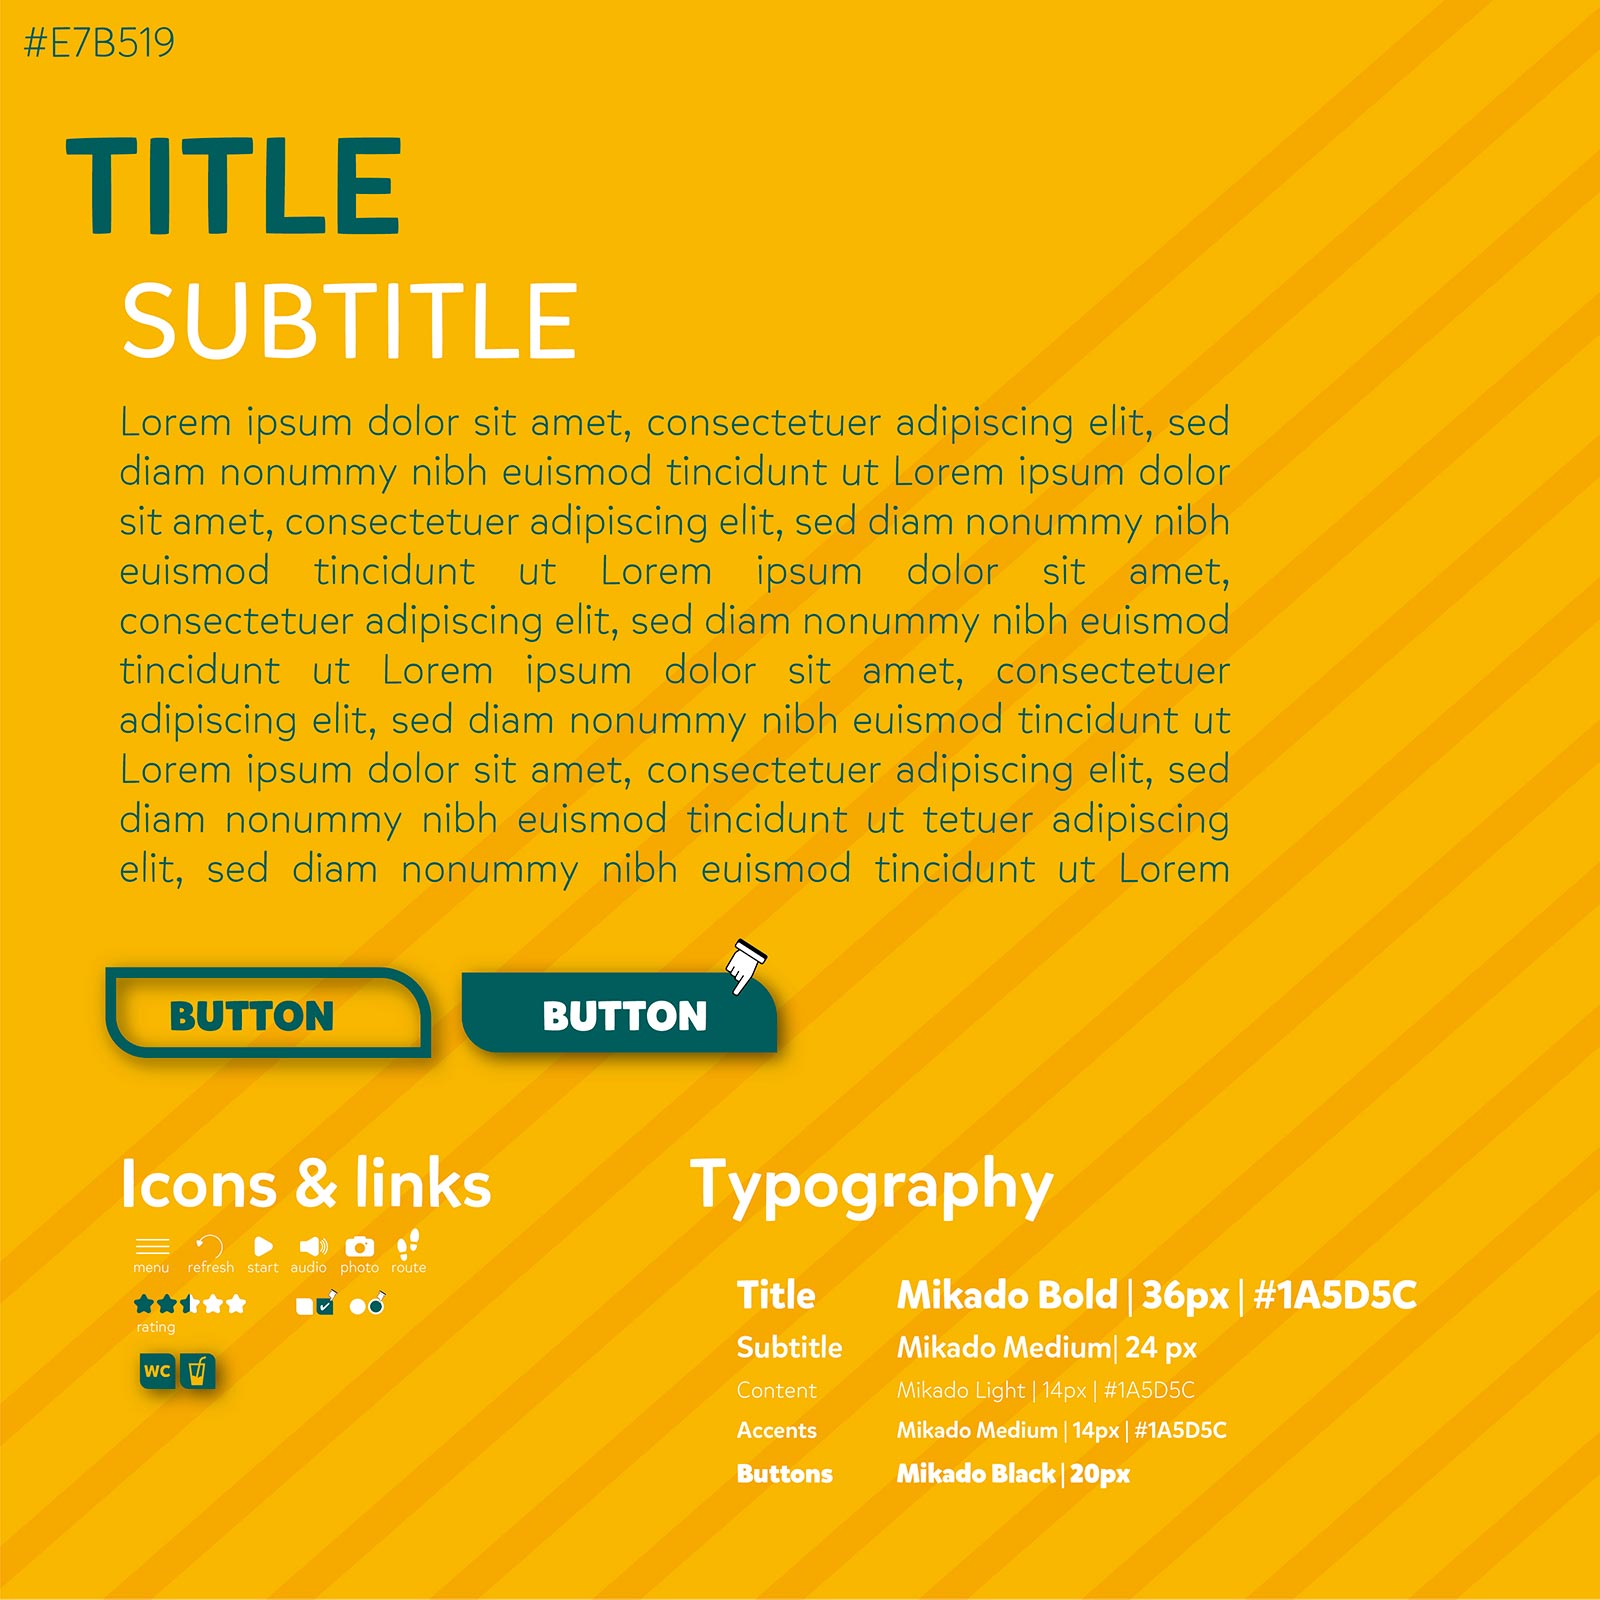 #E7B519
TITLE
SUBTITLE
Lorem ipsum dolor sit amet, consectetuer adipiscing elit, sed
diam nonummy nibh euismod tincidunt ut Lorem ipsum dolor
sit amet, consectetuer adipiscing elit, sed diam nonummy nibh
euismod tincidunt ut Lorem ipsum dolor sit amet,
consectetuer adipiscing elit, sed diam nonummy nibh euismod
tincidunt ut Lorem ipsum dolor sit amet, consectetuer
adipiscing elit, sed diam nonummy nibh euismod tincidunt ut
Lorem ipsum dolor sit amet, consectetuer adipiscing elit, sed
diam nonummy nibh euismod tincidunt ut tetuer adipiscing
elit, sed diam nonummy nibh euismod tincidunt ut Lorem
BUTTON BUTTON
Icons & links
menu refresh start audio photo route
rating
WC
Typography
Title Mikado Bold | 36px | #1A5D5C
Subtitle Mikado Medium| 24 px
Content Mikado Light | 14px | #1A5D5C
Accents Mikado Medium | 14px | #1A5D5C
Buttons Mikado Black | 20px